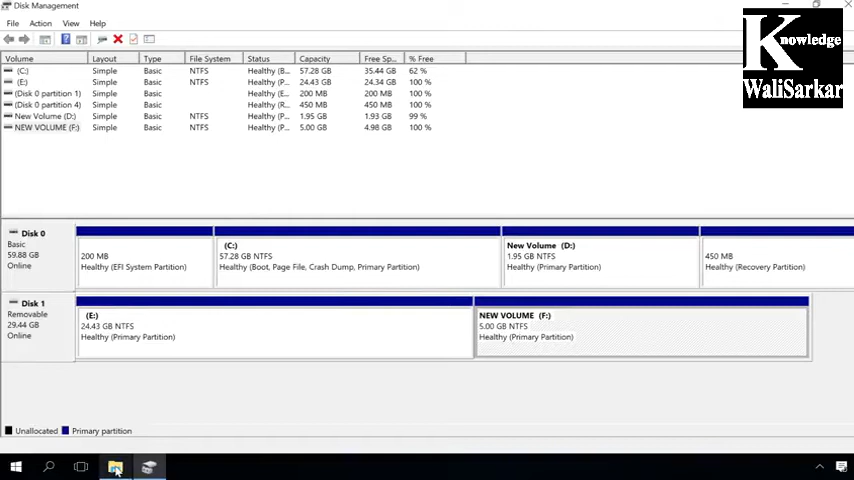 Disk Management
File Action View Help
Knowledge
WaliSarkar
Volume Layout Type File System Status Capacity Free Sp... % Free
(C:) Simple Basic NTFS Healthy (B... 57.28 GB 35.44 GB 62 %
(E:) Simple Basic NTFS Healthy (P... 24.43 GB 24.34 GB 100 %
(Disk 0 partition 1) Simple Basic Healthy (E... 200 MB 200 MB 100 %
(Disk 0 partition 4) Simple Basic Healthy (R... 450 MB 450 MB 100 %
New Volume (D:) Simple Basic NTFS Healthy (P... 1.95 GB 1.93 GB 99 %
NEW VOLUME (F:) Simple Basic NTFS Healthy (P... 5.00 GB 4.98 GB 100 %
Disk 0
Basic
59.88 GB
Online
200 MB
Healthy (EFI System Partition)
(C:)
57.28 GB NTFS
Healthy (Boot, Page File, Crash Dump, Primary Partition)
New Volume (D:)
1.95 GB NTFS
Healthy (Primary Partition)
450 MB
Healthy (Recovery Partition)
Disk 1
Removable
29.44 GB
Online
(E:)
24.43 GB NTFS
Healthy (Primary Partition)
NEW VOLUME (F:)
5.00 GB NTFS
Healthy (Primary Partition)
Unallocated Primary partition